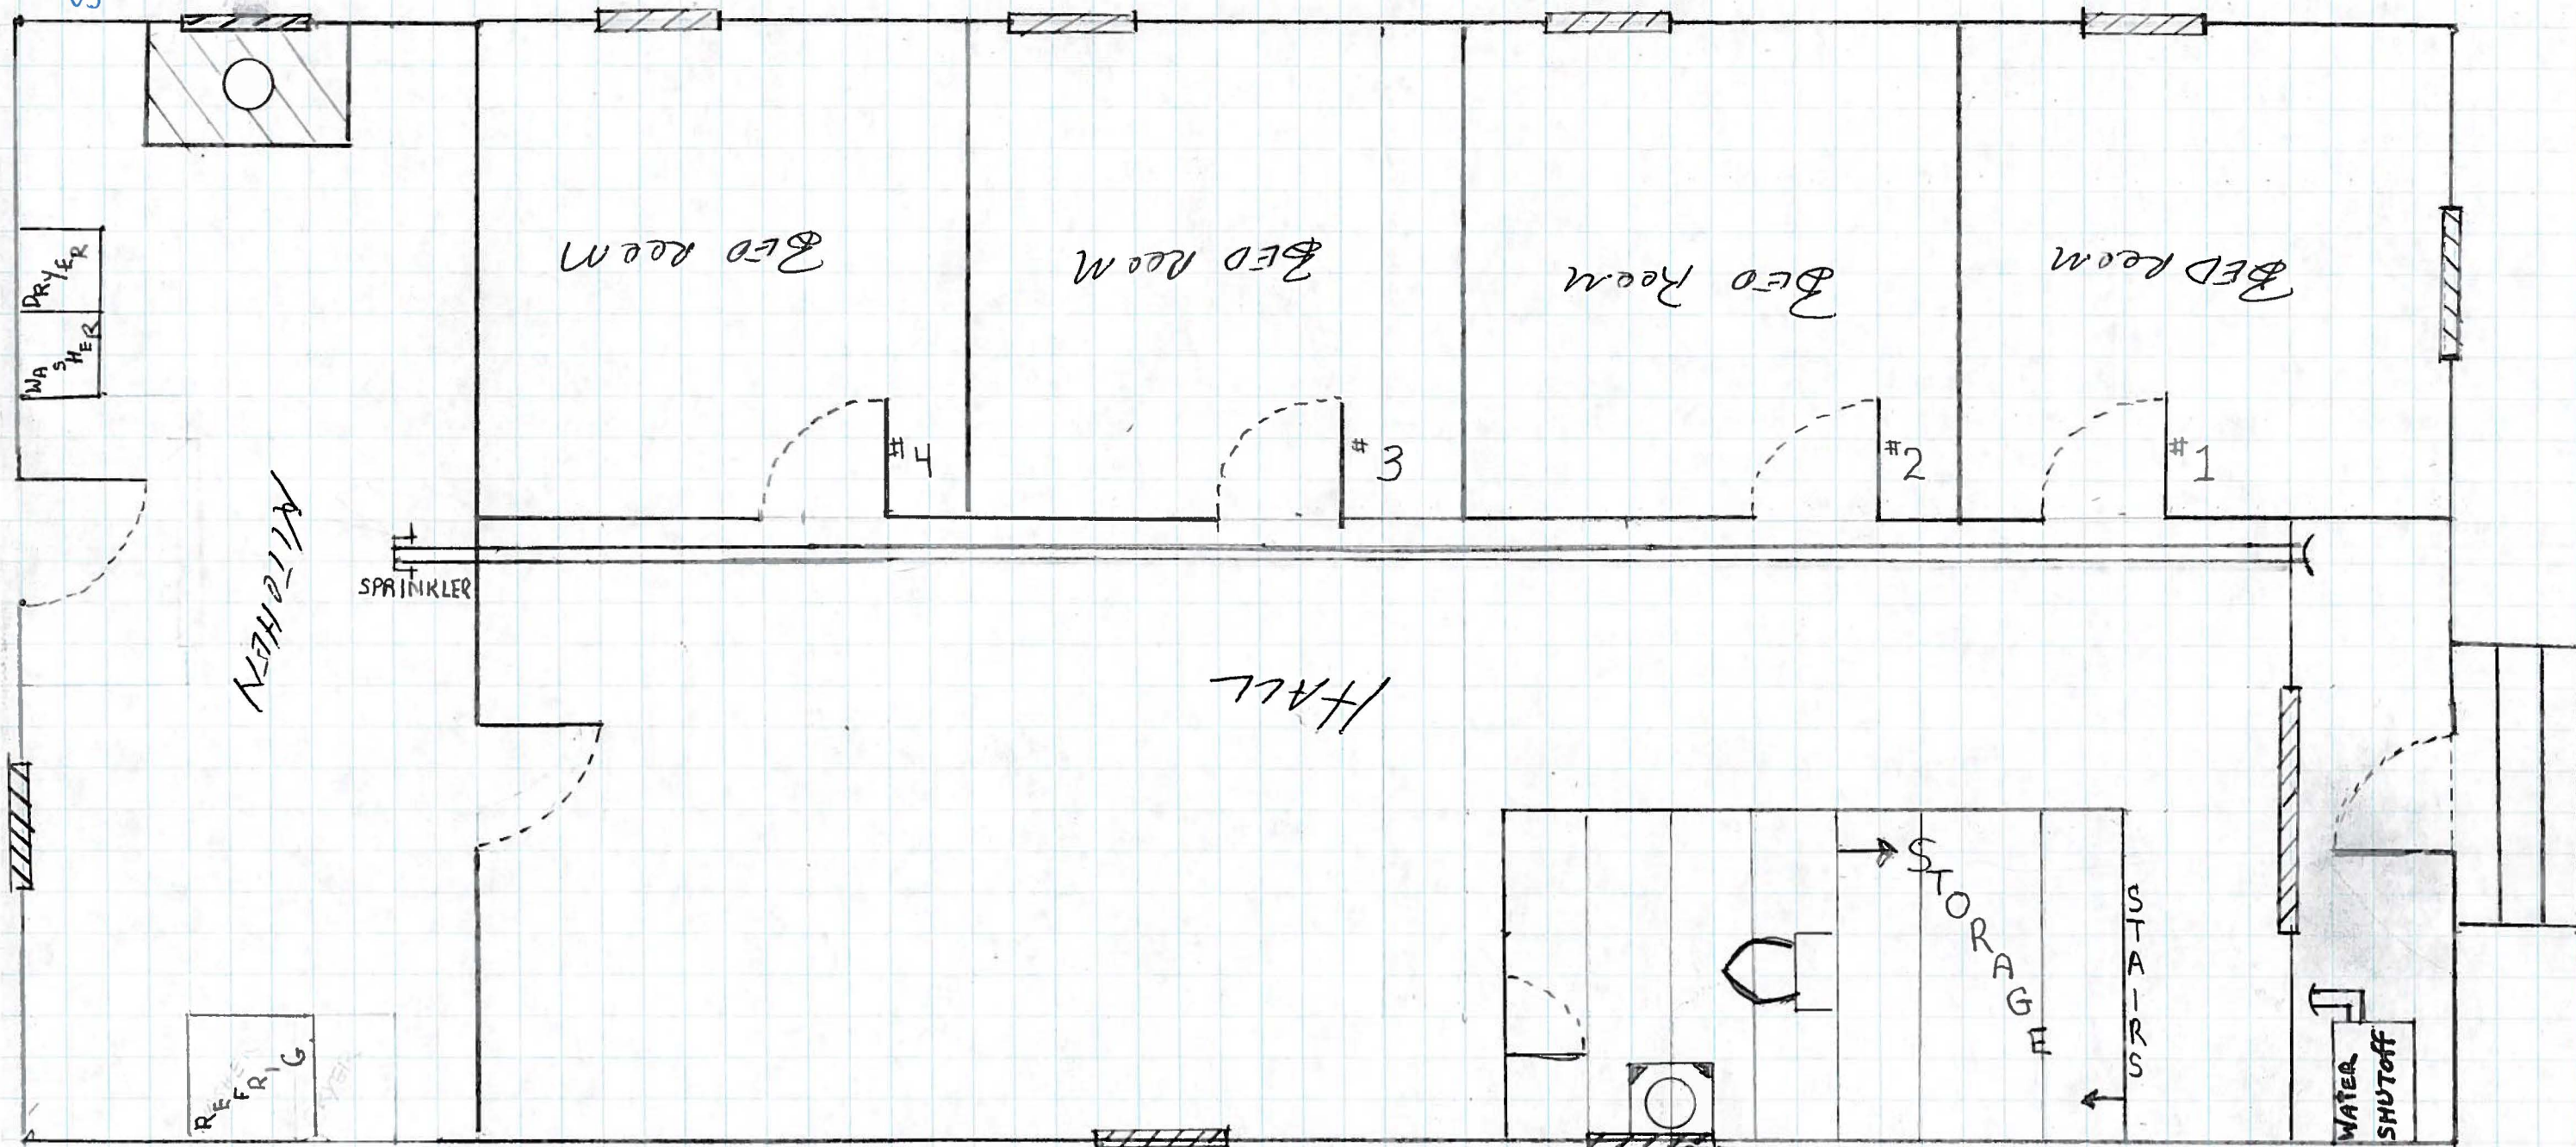 BED ROOM
BED ROOM
BED ROOM
BED ROOM
DRYER
WASHER
#4
#3
#2
#1
KITCHEN
SPRINKLER
HALL
STORAGE
STAIRS
REFRIG
WATER
SHUTOFF